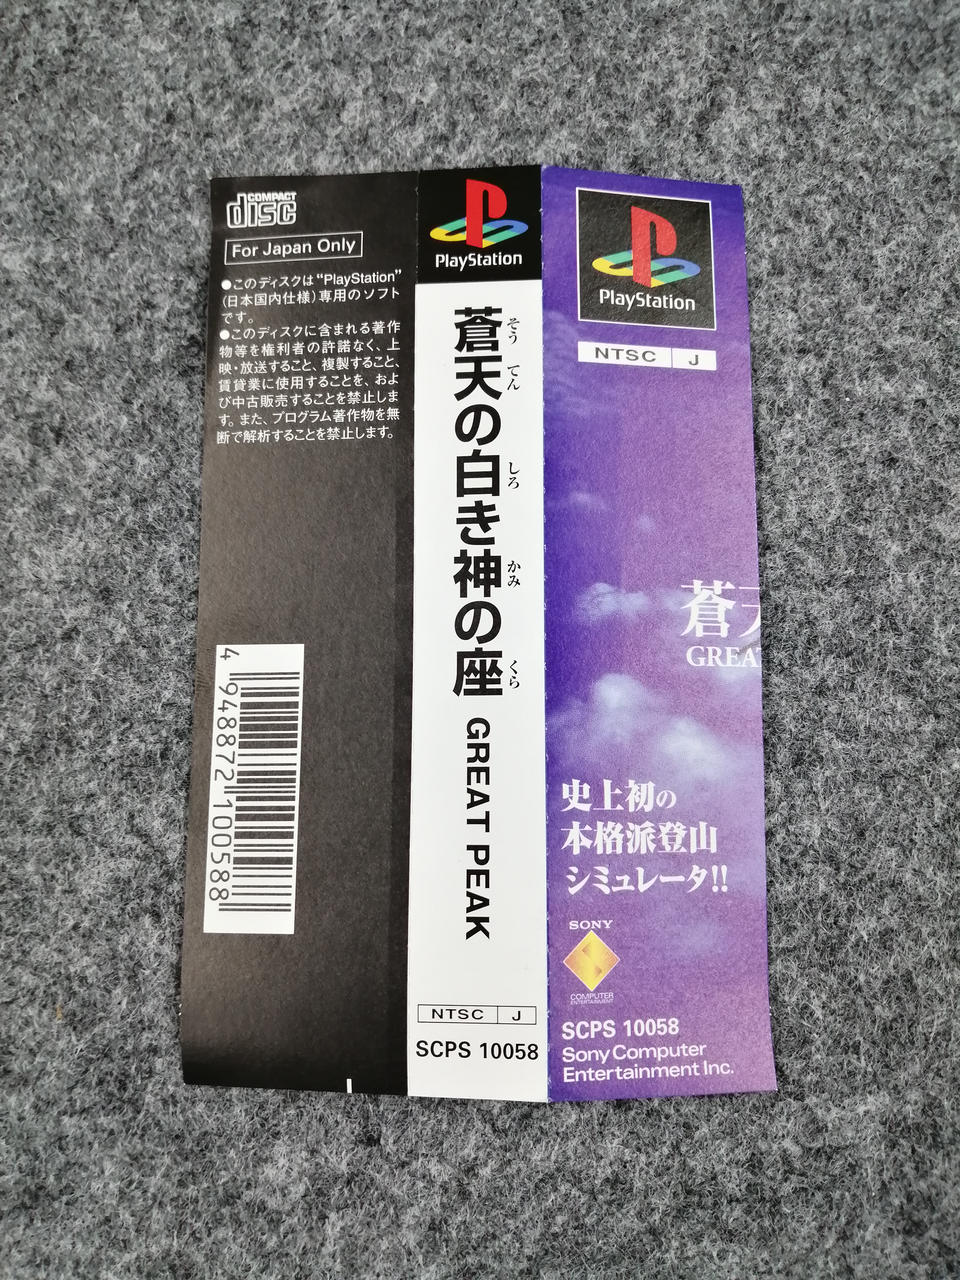 COMPACT
disc
For Japan Only
●このディスクは“PlayStation”
(日本国内仕様)専用のソフト
です。
●このディスクに含まれる著作
物等を権利者の許諾なく、上
映・放送すること、複製すること、
賃貸業に使用することを、およ
び中古販売することを禁止しま
す。また、プログラム著作物を無
断で解析することを禁止します。
4 948872 100588
PlayStation
蒼天の白き神の座 GREAT PEAK
そう てん しろ かみ くら
NTSC J
SCPS 10058
PlayStation
NTSC J
蒼天
GREAT
史上初の
本格派登山
シミュレータ!!
SONY
COMPUTER
ENTERTAINMENT
SCPS 10058
Sony Computer
Entertainment Inc.